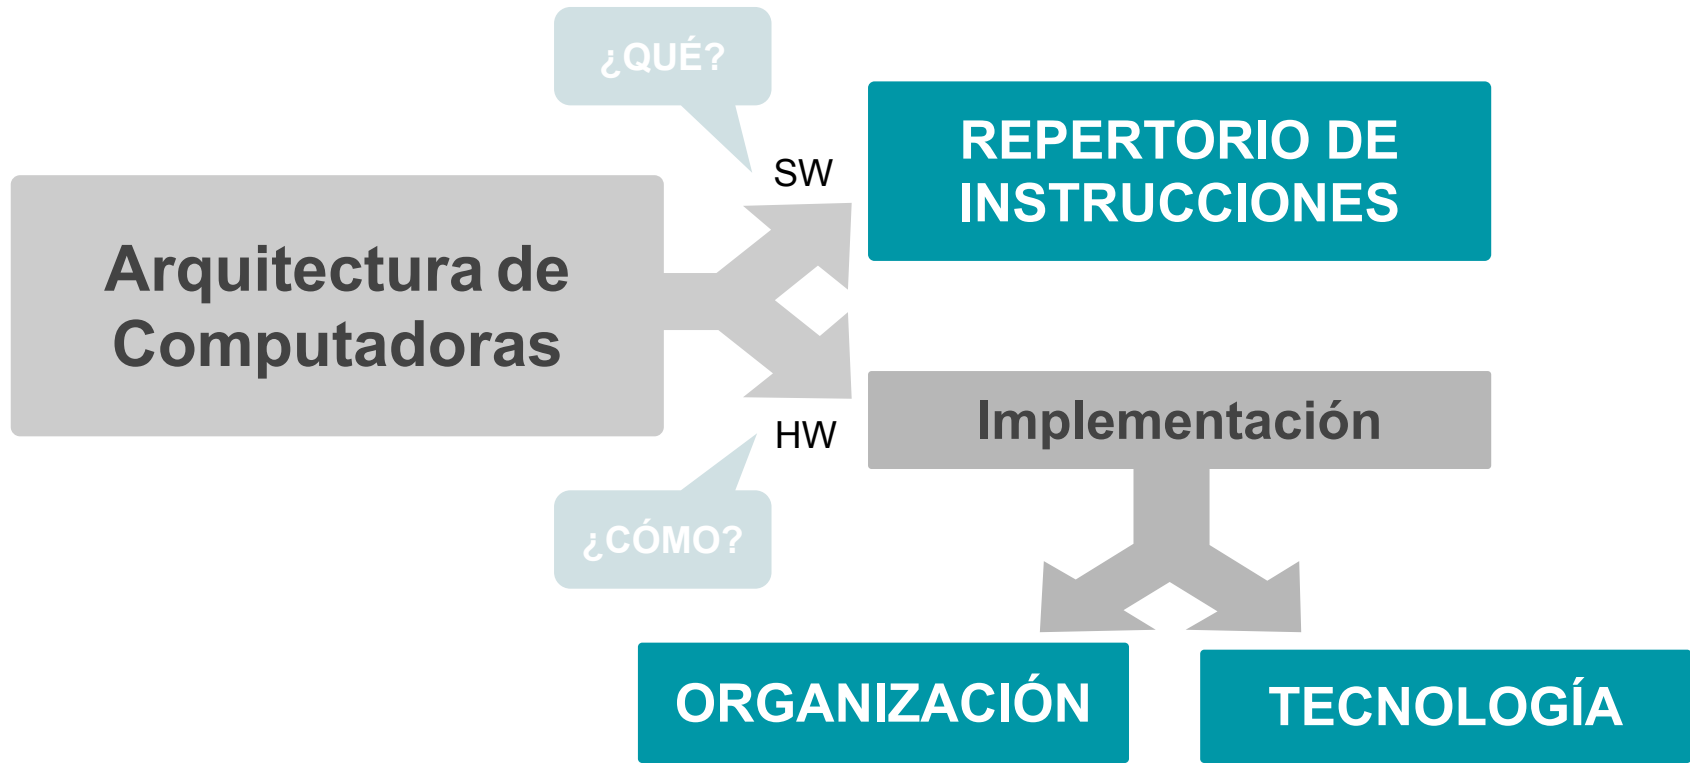 ¿QUÉ?
SW
REPERTORIO DE
INSTRUCCIONES
Arquitectura de
Computadoras
HW
Implementación
¿CÓMO?
ORGANIZACIÓN
TECNOLOGÍA